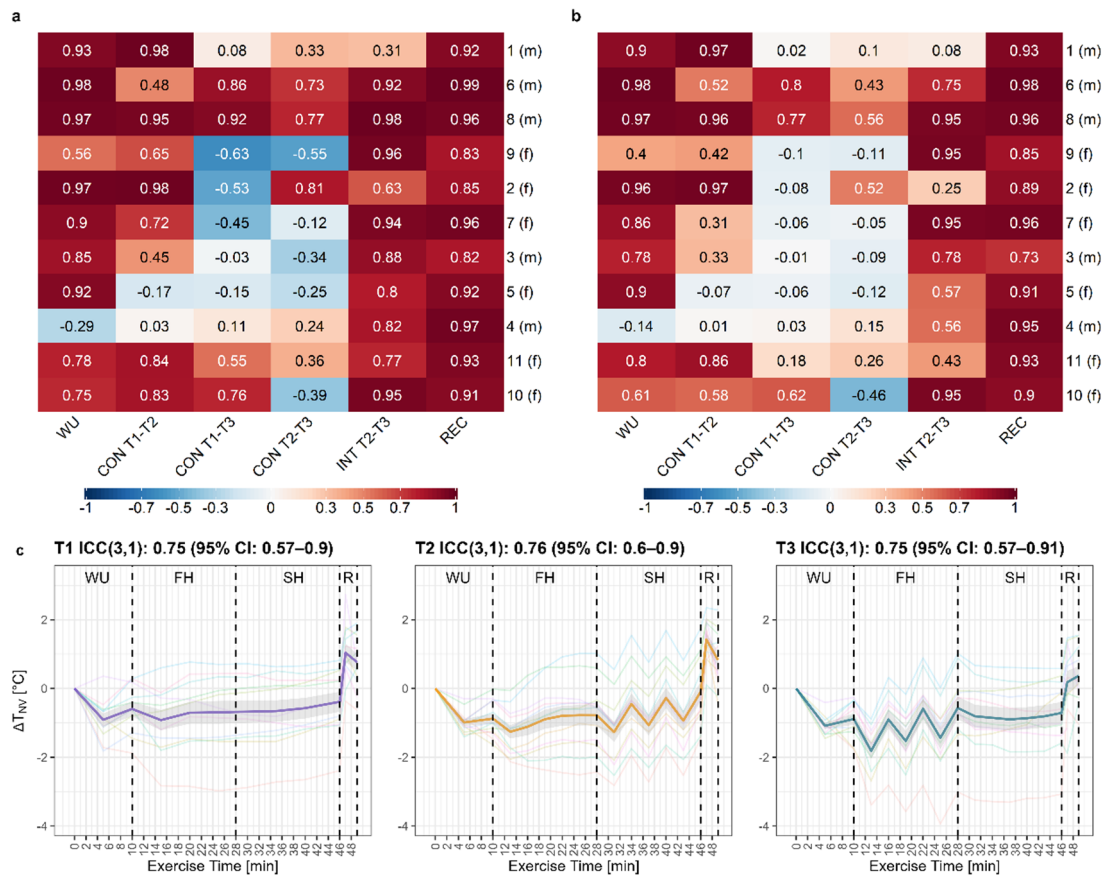 a
0.93 0.98 0.08 0.33 0.31 0.92 1 (m)
0.98 0.48 0.86 0.73 0.92 0.99 6 (m)
0.97 0.95 0.92 0.77 0.98 0.96 8 (m)
0.56 0.65 -0.63 -0.55 0.96 0.83 9 (f)
0.97 0.98 -0.53 0.81 0.63 0.85 2 (f)
0.9 0.72 -0.45 -0.12 0.94 0.96 7 (f)
0.85 0.45 -0.03 -0.34 0.88 0.82 3 (m)
0.92 -0.17 -0.15 -0.25 0.8 0.92 5 (f)
-0.29 0.03 0.11 0.24 0.82 0.97 4 (m)
0.78 0.84 0.55 0.36 0.77 0.93 11 (f)
0.75 0.83 0.76 -0.39 0.95 0.91 10 (f)
WU CON T1-T2 CON T1-T3 CON T2-T3 INT T2-T3 REC
-1 -0.7 -0.5 -0.3 0 0.3 0.5 0.7 1
b
0.9 0.97 0.02 0.1 0.08 0.93 1 (m)
0.98 0.52 0.8 0.43 0.75 0.98 6 (m)
0.97 0.96 0.77 0.56 0.95 0.96 8 (m)
0.4 0.42 -0.1 -0.11 0.95 0.85 9 (f)
0.96 0.97 -0.08 0.52 0.25 0.89 2 (f)
0.86 0.31 -0.06 -0.05 0.95 0.96 7 (f)
0.78 0.33 -0.01 -0.09 0.78 0.73 3 (m)
0.9 -0.07 -0.06 -0.12 0.57 0.91 5 (f)
-0.14 0.01 0.03 0.15 0.56 0.95 4 (m)
0.8 0.86 0.18 0.26 0.43 0.93 11 (f)
0.61 0.58 0.62 -0.46 0.95 0.9 10 (f)
WU CON T1-T2 CON T1-T3 CON T2-T3 INT T2-T3 REC
-1 -0.7 -0.5 -0.3 0 0.3 0.5 0.7 1
c
T1 ICC(3,1): 0.75 (95% CI: 0.57–0.9)
WU FH SH R
2
0
-2
-4
ΔT_NV [°C]
0 2 4 6 8 10 12 14 16 18 20 22 24 26 28 30 32 34 36 38 40 42 44 46 48
Exercise Time [min]
T2 ICC(3,1): 0.76 (95% CI: 0.6–0.9)
WU FH SH R
2
0
-2
-4
0 2 4 6 8 10 12 14 16 18 20 22 24 26 28 30 32 34 36 38 40 42 44 46 48
Exercise Time [min]
T3 ICC(3,1): 0.75 (95% CI: 0.57–0.91)
WU FH SH R
2
0
-2
-4
0 2 4 6 8 10 12 14 16 18 20 22 24 26 28 30 32 34 36 38 40 42 44 46 48
Exercise Time [min]